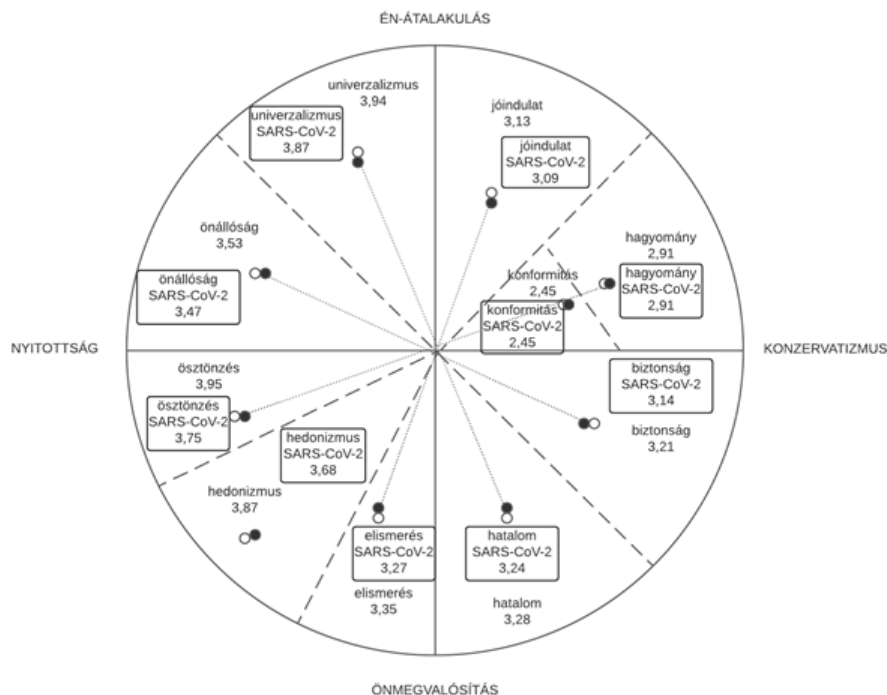 ÉN-ÁTALAKULÁS
univerzalizmus
3,94
univerzalizmus
SARS-CoV-2
3,87
jóindulat
3,13
jóindulat
SARS-CoV-2
3,09
önállóság
3,53
önállóság
SARS-CoV-2
3,47
hagyomány
2,91
hagyomány
SARS-CoV-2
2,91
konformitás
2,45
konformitás
SARS-CoV-2
2,45
NYITOTTSÁG
KONZERVATIZMUS
ösztönzés
3,95
ösztönzés
SARS-CoV-2
3,75
biztonság
SARS-CoV-2
3,14
biztonság
3,21
hedonizmus
SARS-CoV-2
3,68
hedonizmus
3,87
elismerés
SARS-CoV-2
3,27
elismerés
3,35
hatalom
SARS-CoV-2
3,24
hatalom
3,28
ÖNMEGVALÓSÍTÁS